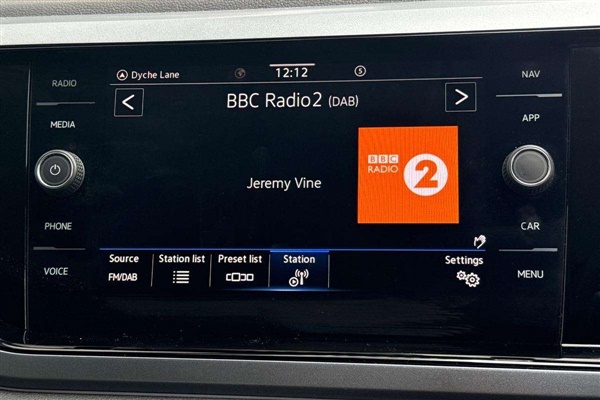 RADIO
MEDIA
PHONE
VOICE
Dyche Lane
12:12
5
BBC Radio2 (DAB)
Jeremy Vine
BBC
RADIO
2
Source
FM/DAB
Station list
Preset list
Station
Settings
NAV
APP
CAR
MENU